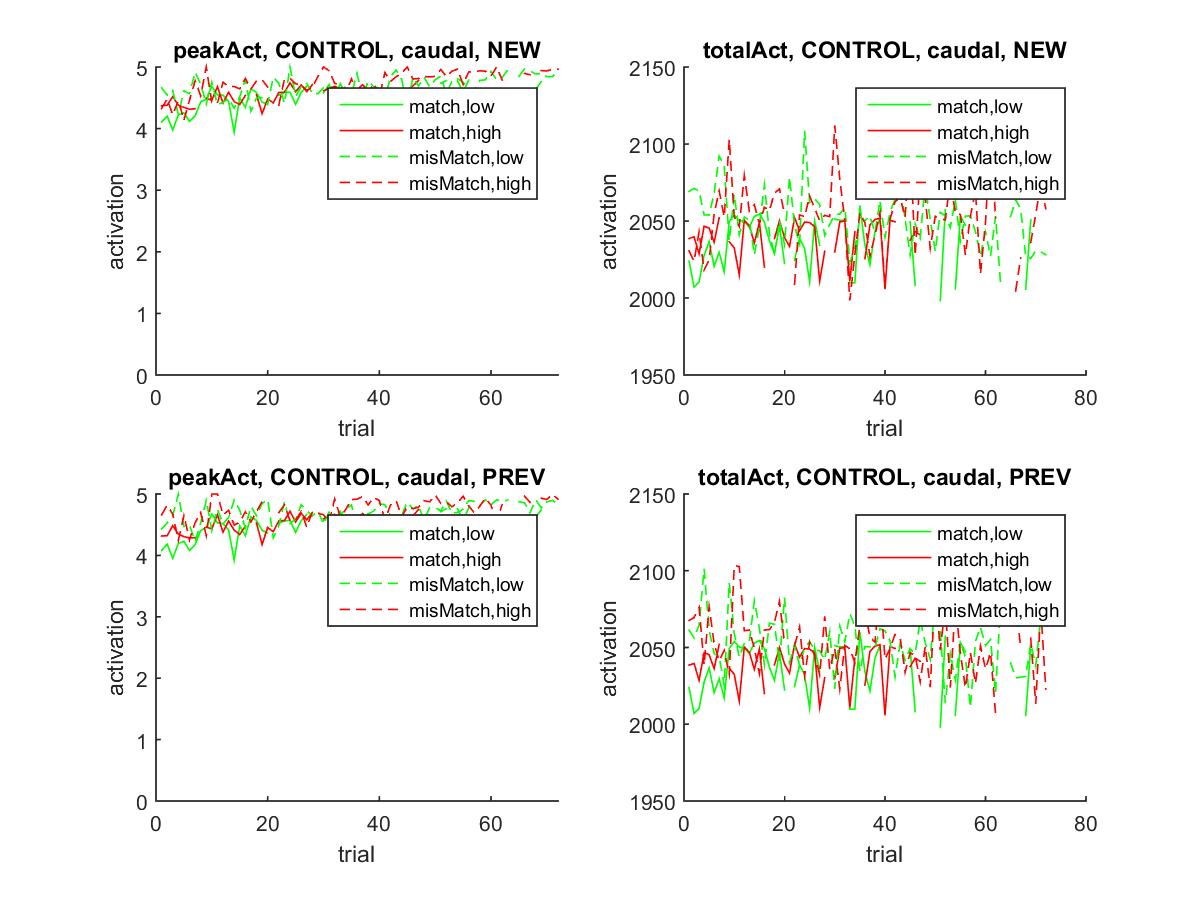 peakAct, CONTROL, caudal, NEW
5
4
3
2
1
0
activation
0 20 40 60
trial
match,low
match,high
misMatch,low
misMatch,high
totalAct, CONTROL, caudal, NEW
2150
2100
2050
2000
1950
activation
0 20 40 60 80
trial
match,low
match,high
misMatch,low
misMatch,high
peakAct, CONTROL, caudal, PREV
5
4
3
2
1
0
activation
0 20 40 60
trial
match,low
match,high
misMatch,low
misMatch,high
totalAct, CONTROL, caudal, PREV
2150
2100
2050
2000
1950
activation
0 20 40 60 80
trial
match,low
match,high
misMatch,low
misMatch,high